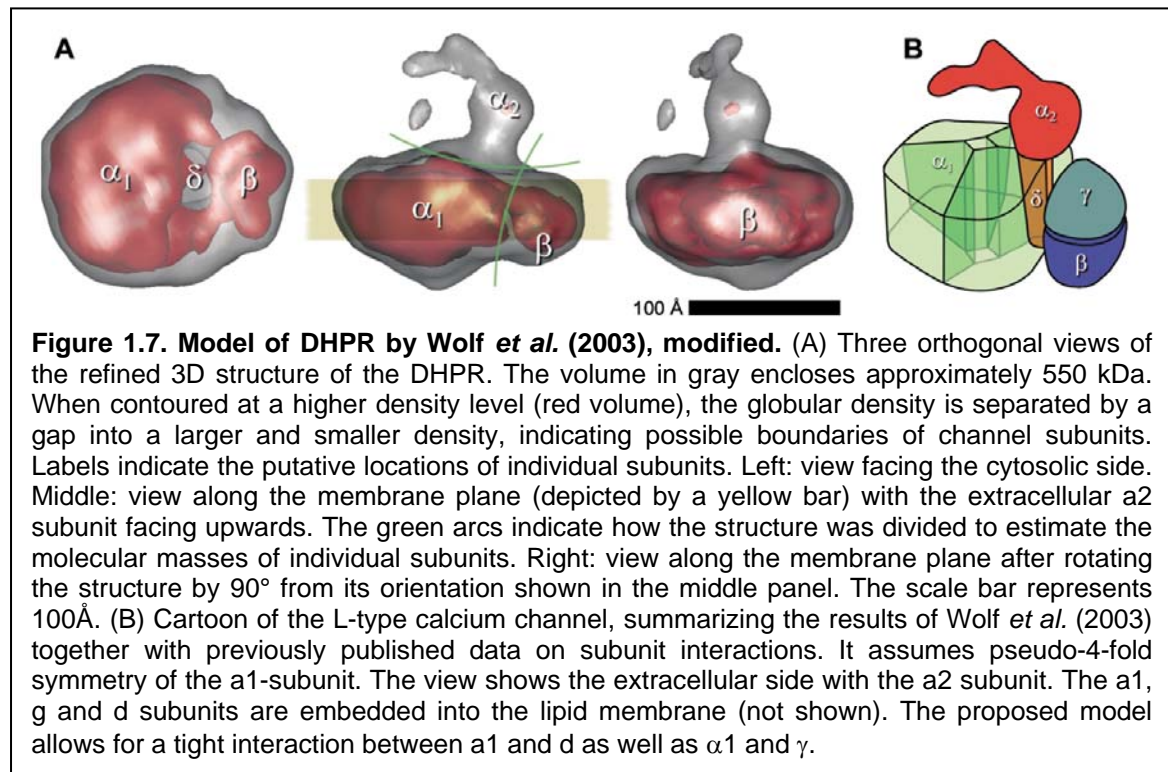 A
B
α1
δ
β
α2
α1
β
β
α2
α1
δ
γ
β
100 Å
Figure 1.7. Model of DHPR by Wolf et al. (2003), modified. (A) Three orthogonal views of
the refined 3D structure of the DHPR. The volume in gray encloses approximately 550 kDa.
When contoured at a higher density level (red volume), the globular density is separated by a
gap into a larger and smaller density, indicating possible boundaries of channel subunits.
Labels indicate the putative locations of individual subunits. Left: view facing the cytosolic side.
Middle: view along the membrane plane (depicted by a yellow bar) with the extracellular a2
subunit facing upwards. The green arcs indicate how the structure was divided to estimate the
molecular masses of individual subunits. Right: view along the membrane plane after rotating
the structure by 90° from its orientation shown in the middle panel. The scale bar represents
100Å. (B) Cartoon of the L-type calcium channel, summarizing the results of Wolf et al. (2003)
together with previously published data on subunit interactions. It assumes pseudo-4-fold
symmetry of the a1-subunit. The view shows the extracellular side with the a2 subunit. The a1,
g and d subunits are embedded into the lipid membrane (not shown). The proposed model
allows for a tight interaction between a1 and d as well as α1 and γ.